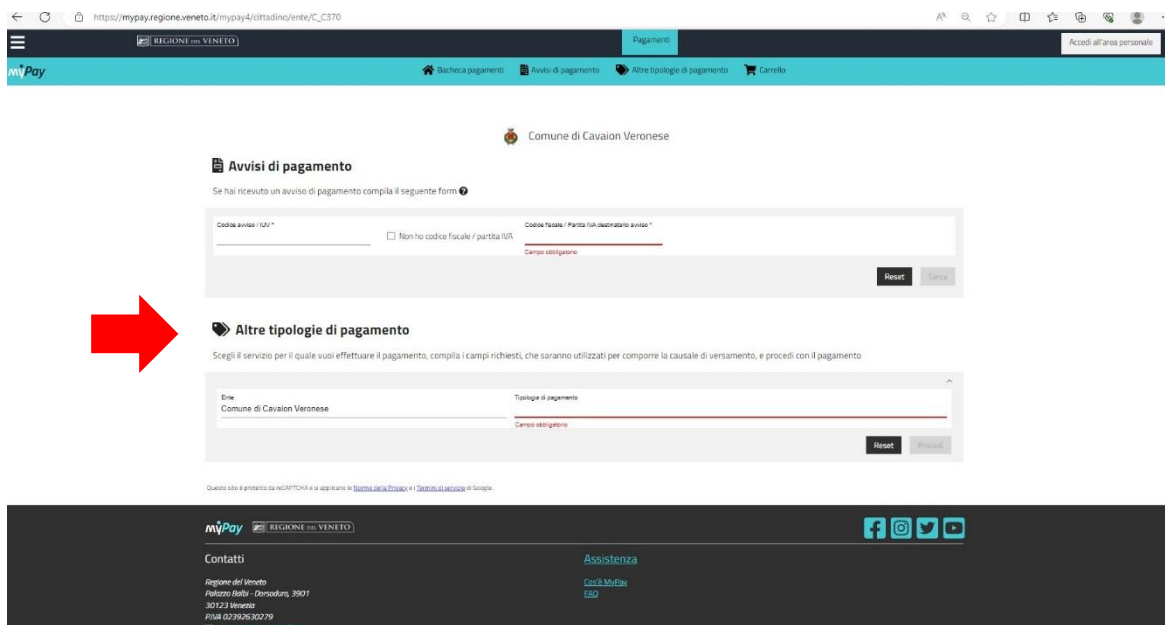 https://mypay.regione.veneto.it/mypay4/cittadino/ente/C_C370
REGIONE DEL VENETO
Pagamenti
Accedi all'area personale
myPay
Bacheca pagamenti
Avvisi di pagamento
Altre tipologie di pagamento
Carrello
Comune di Cavaion Veronese
Avvisi di pagamento
Se hai ricevuto un avviso di pagamento compila il seguente form
Codice avviso / IUV *
Non ho codice fiscale / partita IVA
Codice fiscale / Partita IVA destinatario avviso *
Campo obbligatorio
Reset
Cerca
Altre tipologie di pagamento
Scegli il servizio per il quale vuoi effettuare il pagamento, compila i campi richiesti, che saranno utilizzati per comporre la causale di versamento, e procedi con il pagamento
Ente
Comune di Cavaion Veronese
Tipologia di pagamento
Campo obbligatorio
Reset
Procedi
Questo sito è protetto da reCAPTCHA e si applicano le Norme della Privacy e i Termini di servizio di Google.
myPay
REGIONE DEL VENETO
Contatti
Assistenza
Regione del Veneto
Palazzo Balbi - Dorsoduro, 3901
30123 Venezia
P.IVA 02392630279
Cos'è MyPay
FAQ